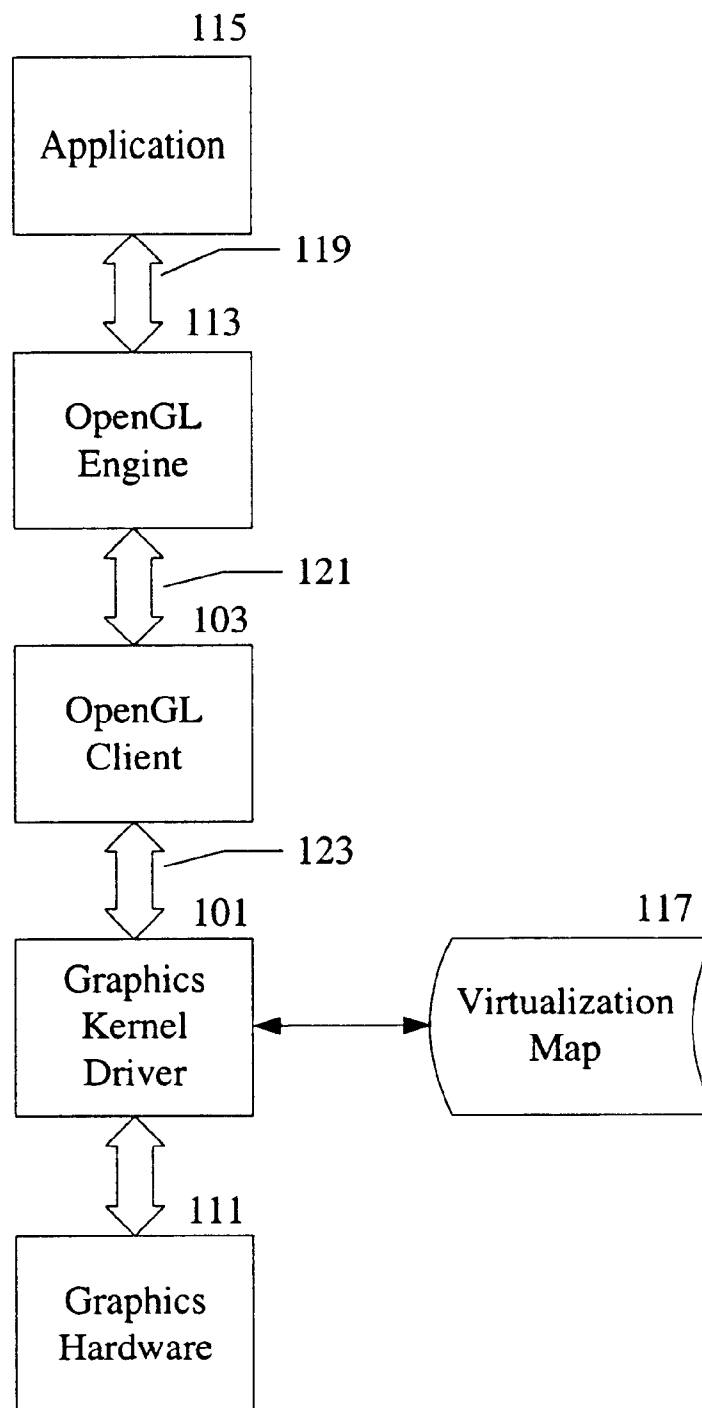 115
Application
119
113
OpenGL
Engine
121
103
OpenGL
Client
123
101
117
Graphics
Kernel
Driver
Virtualization
Map
111
Graphics
Hardware